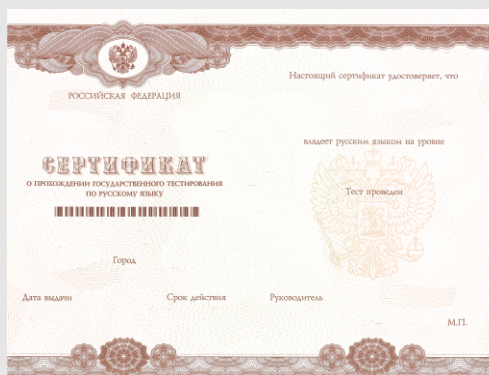 РОССИЙСКАЯ ФЕДЕРАЦИЯ
СЕРТИФИКАТ
О ПРОХОЖДЕНИИ ГОСУДАРСТВЕННОГО ТЕСТИРОВАНИЯ
ПО РУССКОМУ ЯЗЫКУ
Город
Дата выдачи
Срок действия
Настоящий сертификат удостоверяет, что
владеет русским языком на уровне
Тест проведен
Руководитель
М.П.